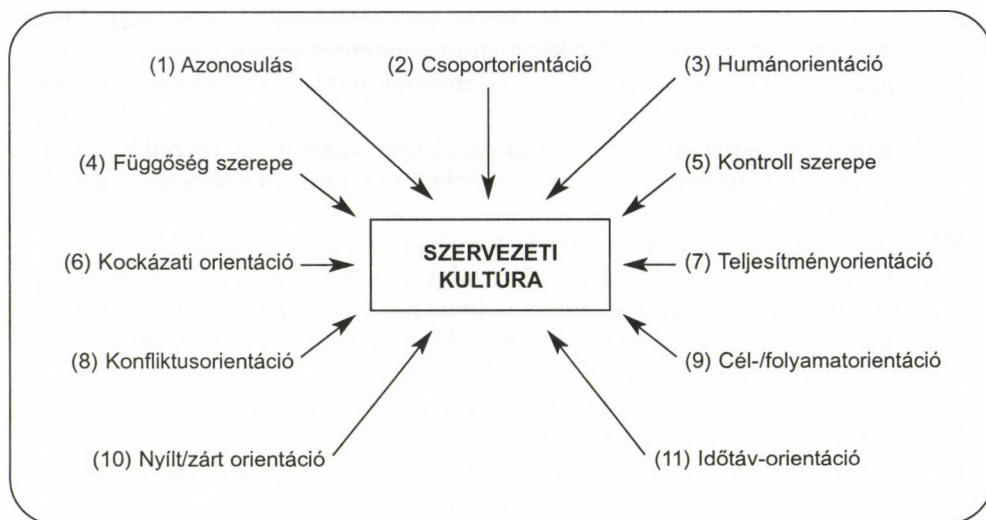 (1) Azonosulás
(2) Csoportorientáció
(3) Humánorientáció
(4) Függőség szerepe
(5) Kontroll szerepe
SZERVEZETI
KULTÚRA
(6) Kockázati orientáció
(7) Teljesítményorientáció
(8) Konfliktusorientáció
(9) Cél-/folyamatorientáció
(10) Nyílt/zárt orientáció
(11) Időtáv-orientáció